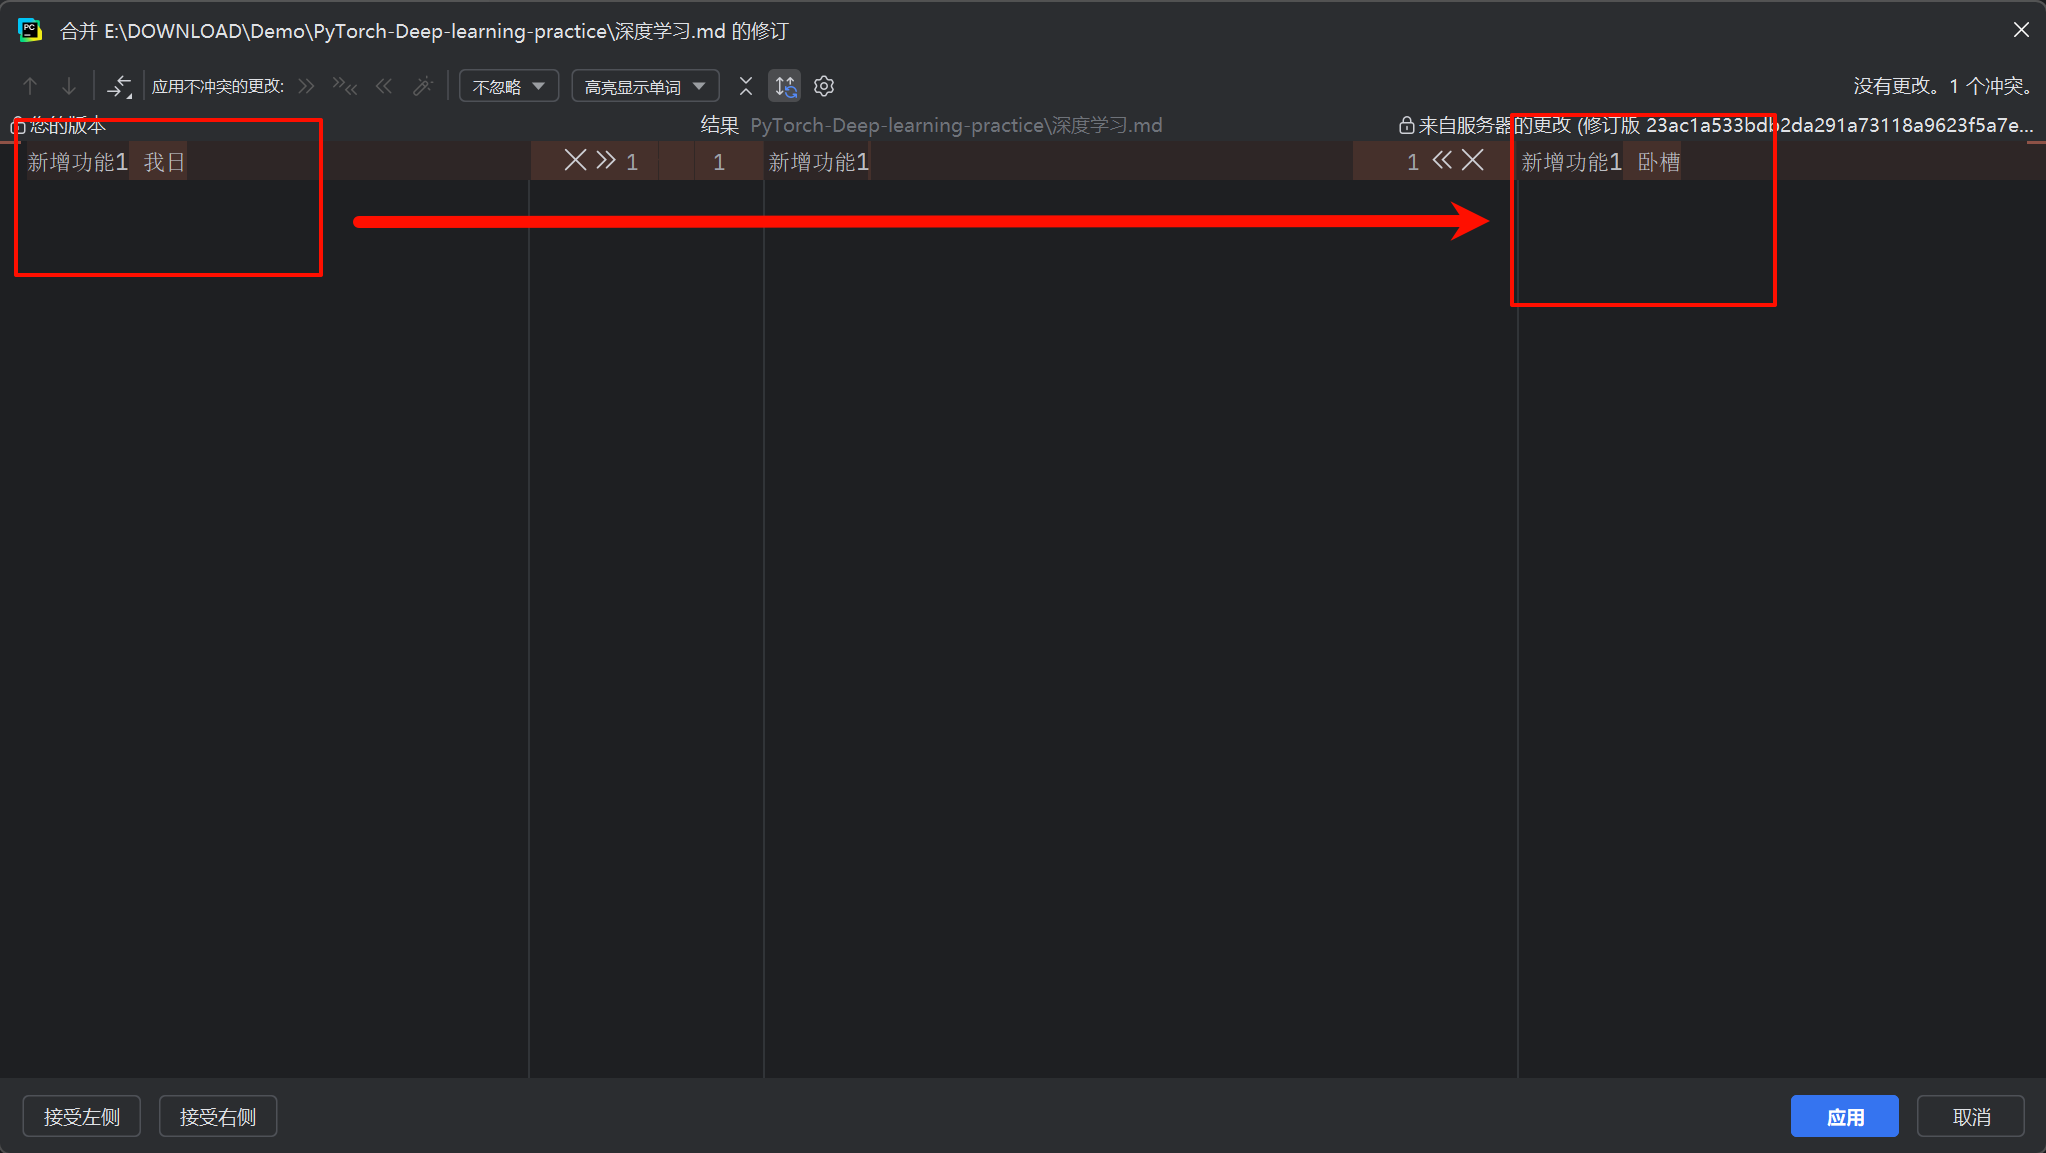 合并 E:\DOWNLOAD\Demo\PyTorch-Deep-learning-practice\深度学习.md 的修订
应用不冲突的更改: 不忽略 高亮显示单词 没有更改。1 个冲突。
您的版本 结果 PyTorch-Deep-learning-practice\深度学习.md 来自服务器的更改 (修订版 23ac1a533bdb2da291a73118a9623f5a7e...
新增功能1 我日 1 1 新增功能1 1 新增功能1 卧槽
接受左侧 接受右侧 应用 取消